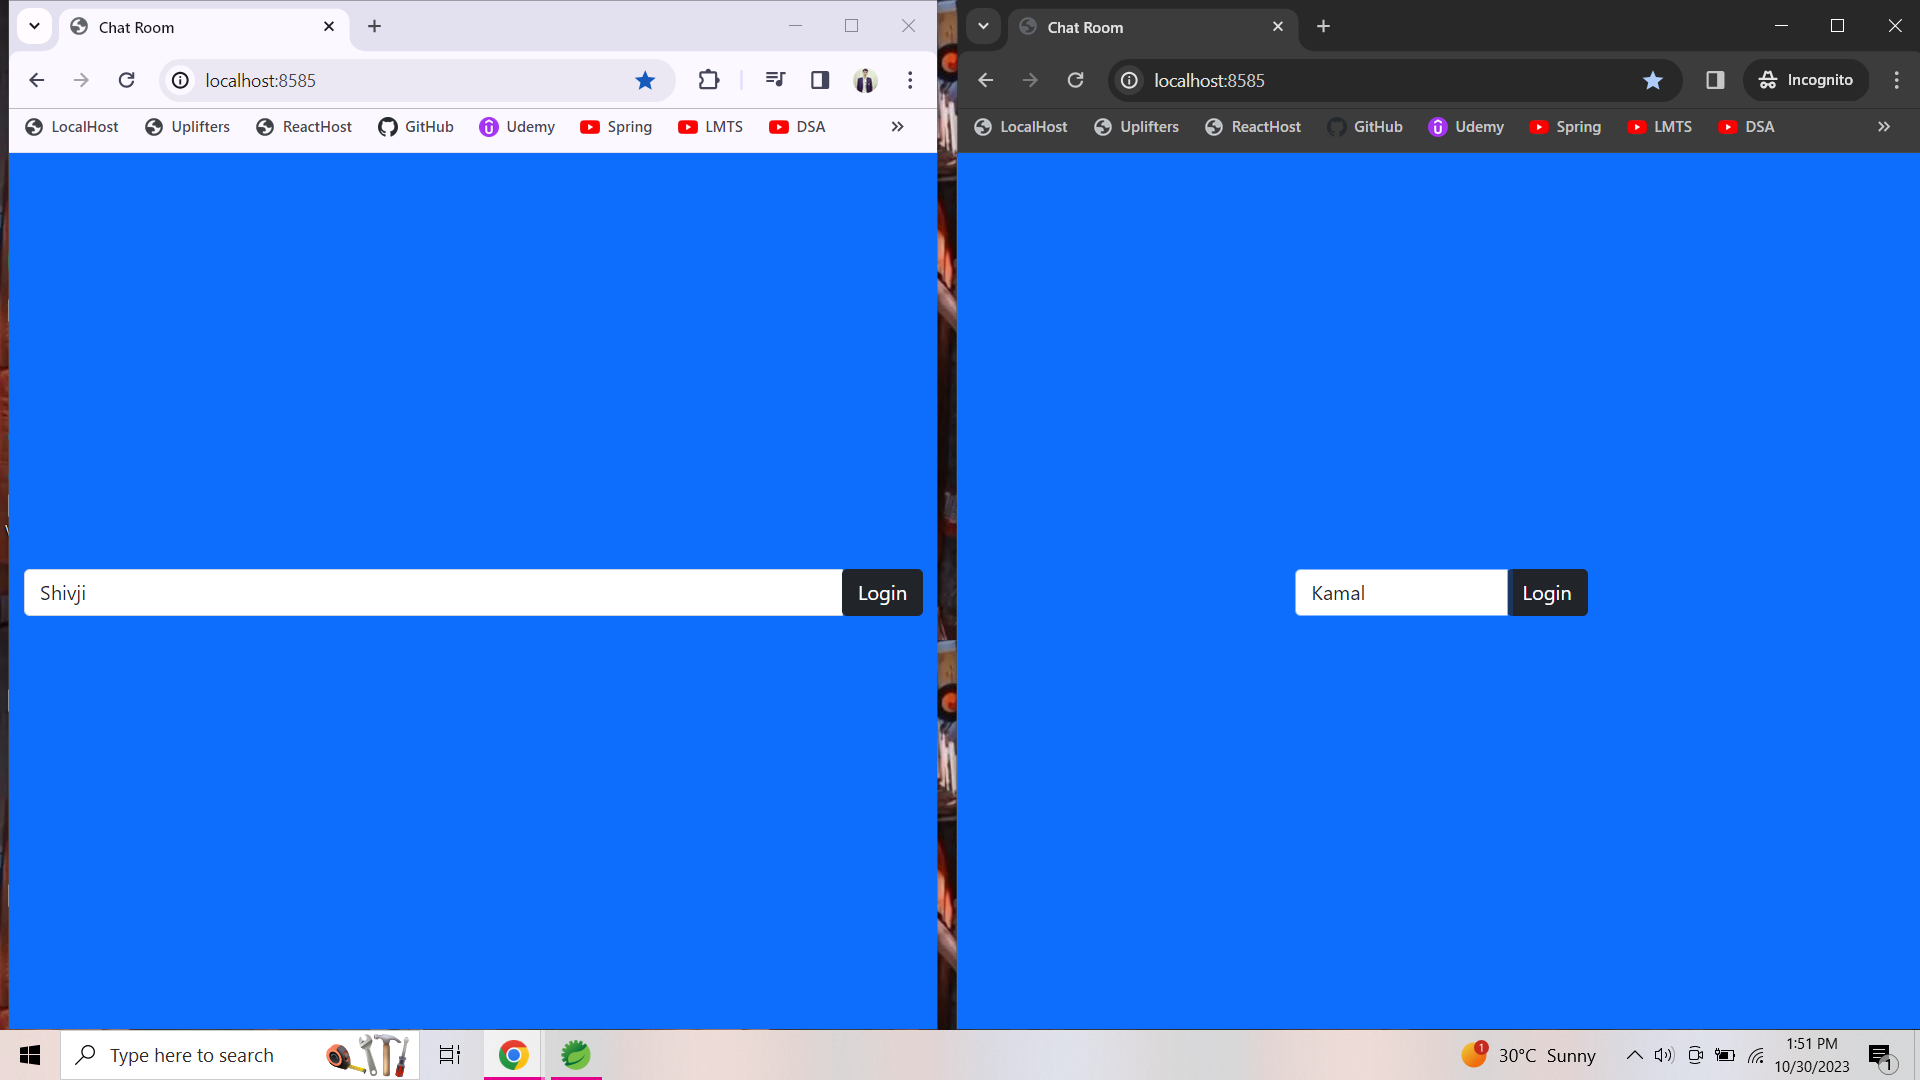 Chat Room
localhost:8585
LocalHost Uplifters ReactHost GitHub Udemy Spring LMTS DSA
Shivji Login
Chat Room
localhost:8585 Incognito
LocalHost Uplifters ReactHost GitHub Udemy Spring LMTS DSA
Kamal Login
Type here to search
1
30°C Sunny
1:51 PM
10/30/2023
1